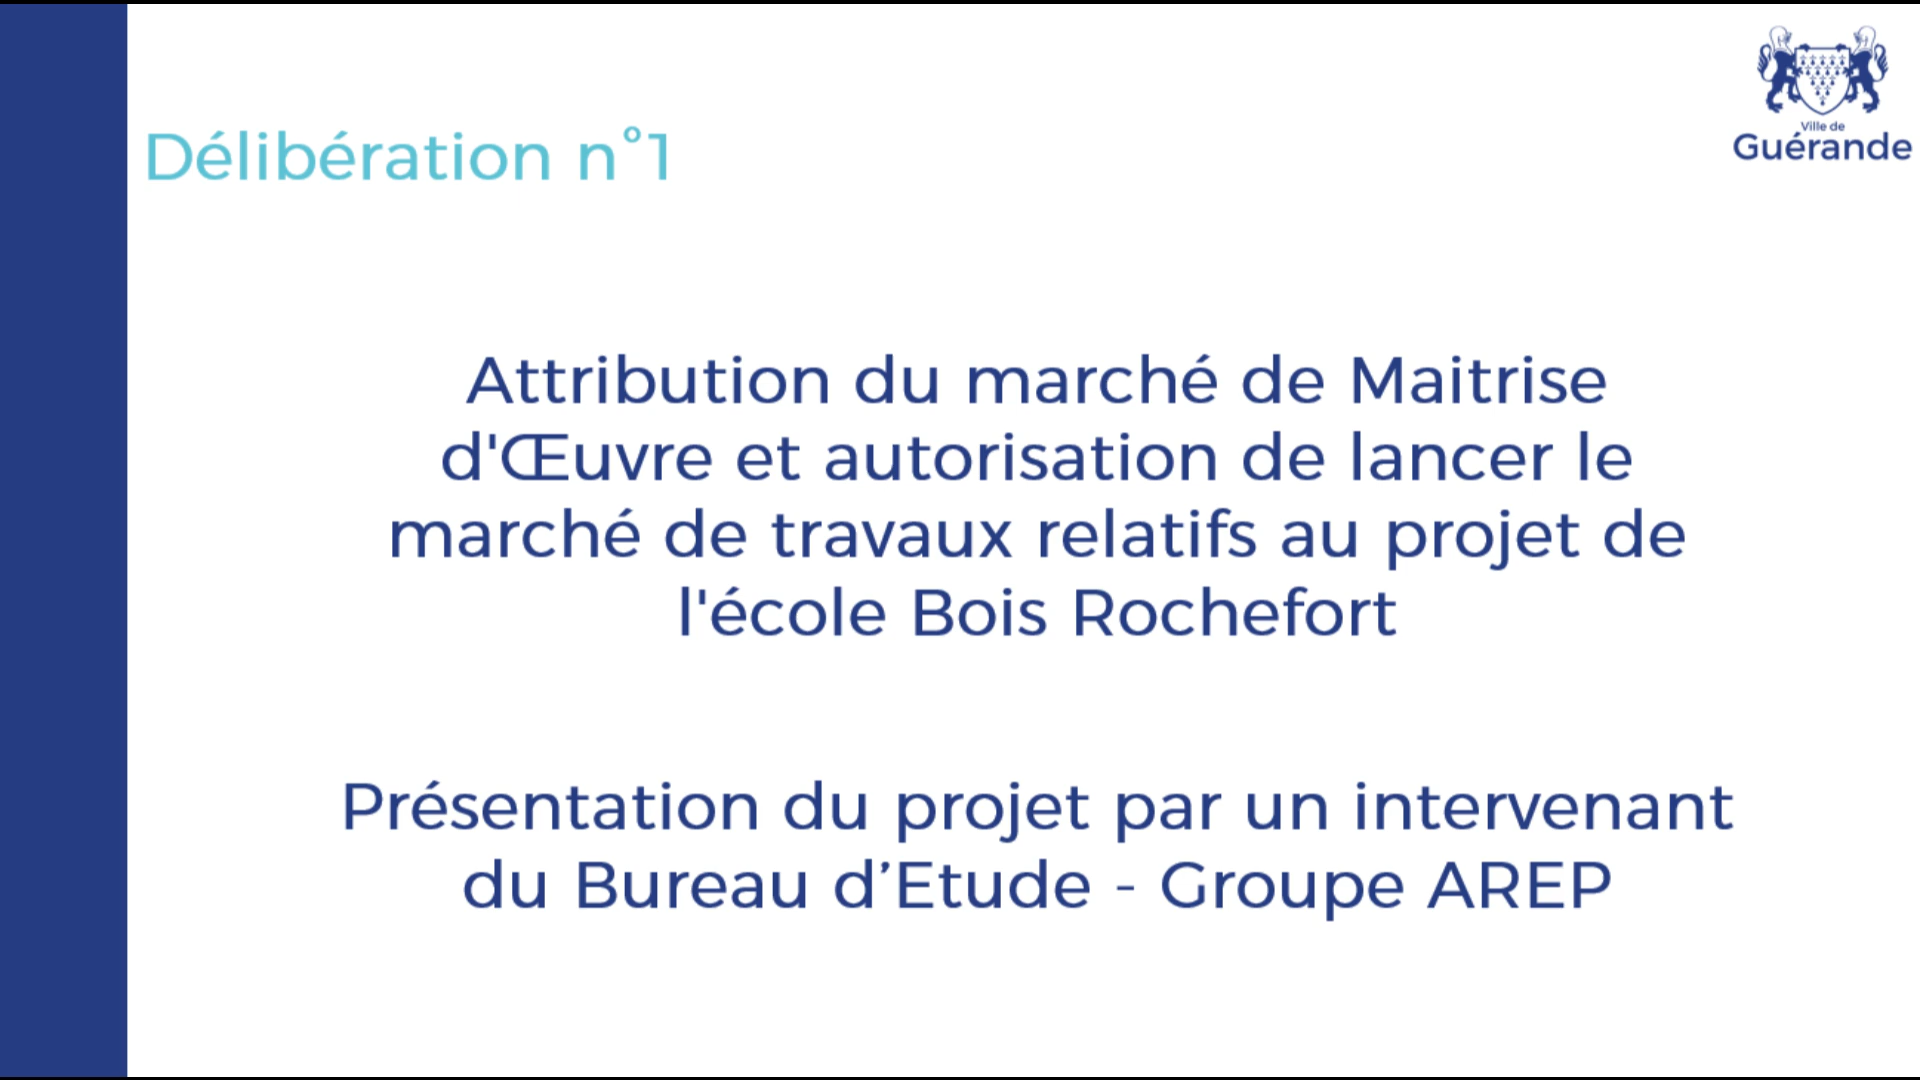 Ville de
Guérande
Délibération n°1
Attribution du marché de Maitrise
d'Œuvre et autorisation de lancer le
marché de travaux relatifs au projet de
l'école Bois Rochefort
Présentation du projet par un intervenant
du Bureau d’Etude - Groupe AREP